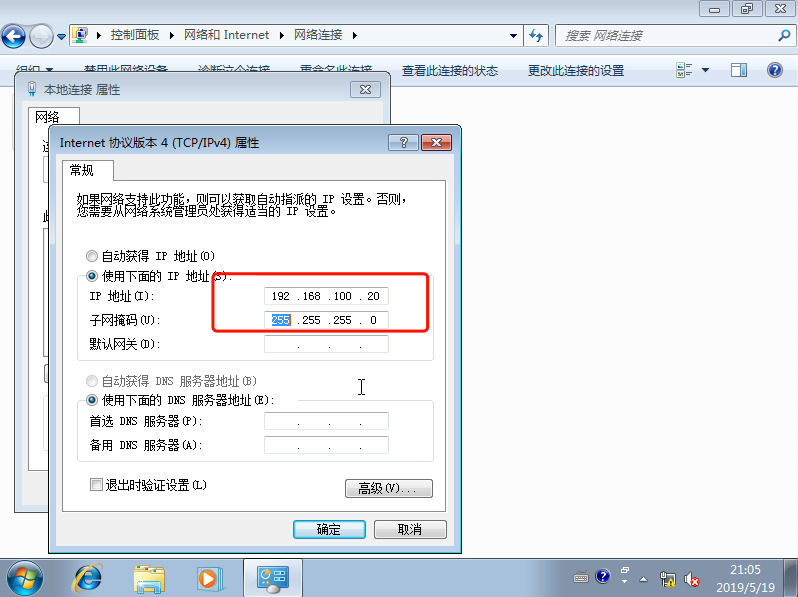 控制面板 网络和 Internet 网络连接
搜索 网络连接
组织 禁用此网络设备 诊断这个连接 重命名此连接 查看此连接的状态 更改此连接的设置
本地连接 属性
网络
Internet 协议版本 4 (TCP/IPv4) 属性
常规
如果网络支持此功能,则可以获取自动指派的 IP 设置。否则,
您需要从网络系统管理员处获得适当的 IP 设置。
自动获得 IP 地址(O)
使用下面的 IP 地址(S):
IP 地址(I): 192 .168 .100 . 20
子网掩码(U): 255 .255 .255 . 0
默认网关(D): . . .
自动获得 DNS 服务器地址(B)
使用下面的 DNS 服务器地址(E):
首选 DNS 服务器(P): . . .
备用 DNS 服务器(A): . . .
退出时验证设置(L)
高级(V)...
确定 取消
21:05
2019/5/19